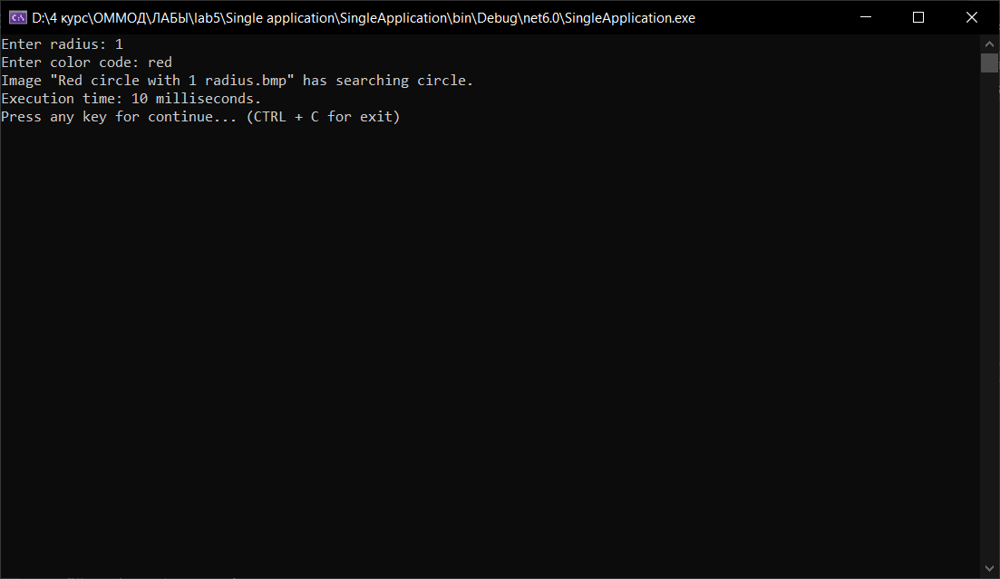 D:\4 курс\ОММОД\ЛАБЫ\lab5\Single application\SingleApplication\bin\Debug\net6.0\SingleApplication.exe
Enter radius: 1
Enter color code: red
Image "Red circle with 1 radius.bmp" has searching circle.
Execution time: 10 milliseconds.
Press any key for continue... (CTRL + C for exit)